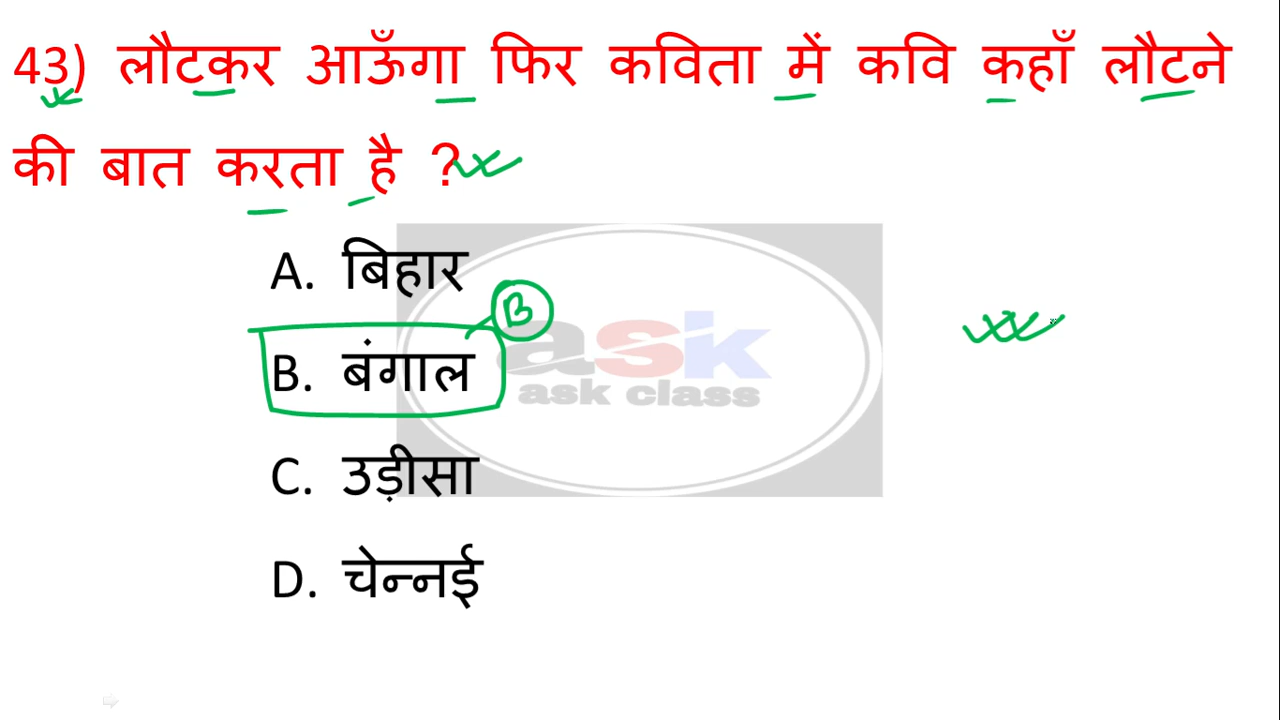 43) लौटकर आऊँगा फिर कविता में कवि कहाँ लौटने
की बात करता है ?
A. बिहार
B
B. बंगाल
ask
ask class
C. उड़ीसा
D. चेन्नई